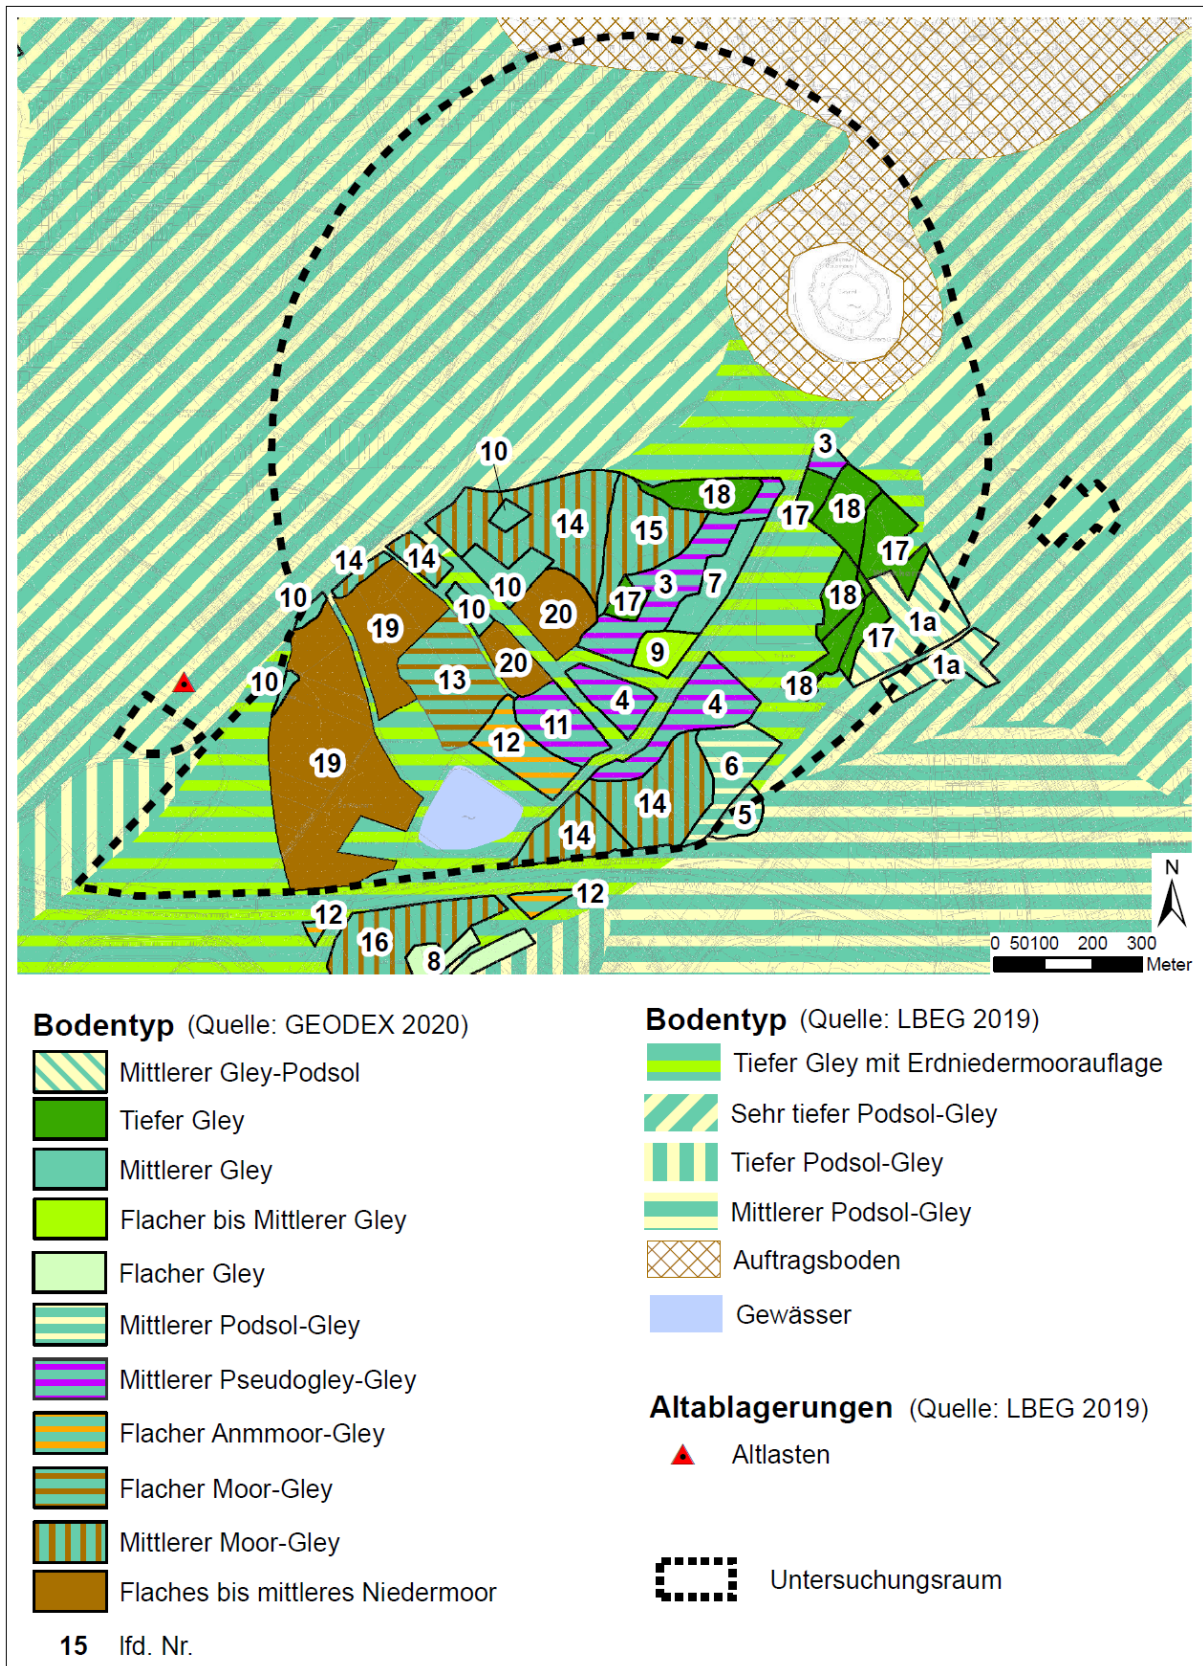 10
3
18
18
17
14
15
17
14
14
10
3
7
10
10
17
18
1a
19
20
17
9
1a
13
20
10
18
4
4
11
12
19
6
14
5
14
N
12
12
0 50100 200 300
Meter
16
8
Bodentyp (Quelle: GEODEX 2020)
Mittlerer Gley-Podsol
Tiefer Gley
Mittlerer Gley
Flacher bis Mittlerer Gley
Flacher Gley
Mittlerer Podsol-Gley
Mittlerer Pseudogley-Gley
Flacher Anmmoor-Gley
Flacher Moor-Gley
Mittlerer Moor-Gley
Flaches bis mittleres Niedermoor
15 lfd. Nr.
Bodentyp (Quelle: LBEG 2019)
Tiefer Gley mit Erdniedermoorauflage
Sehr tiefer Podsol-Gley
Tiefer Podsol-Gley
Mittlerer Podsol-Gley
Auftragsboden
Gewässer
Altablagerungen (Quelle: LBEG 2019)
Altlasten
Untersuchungsraum